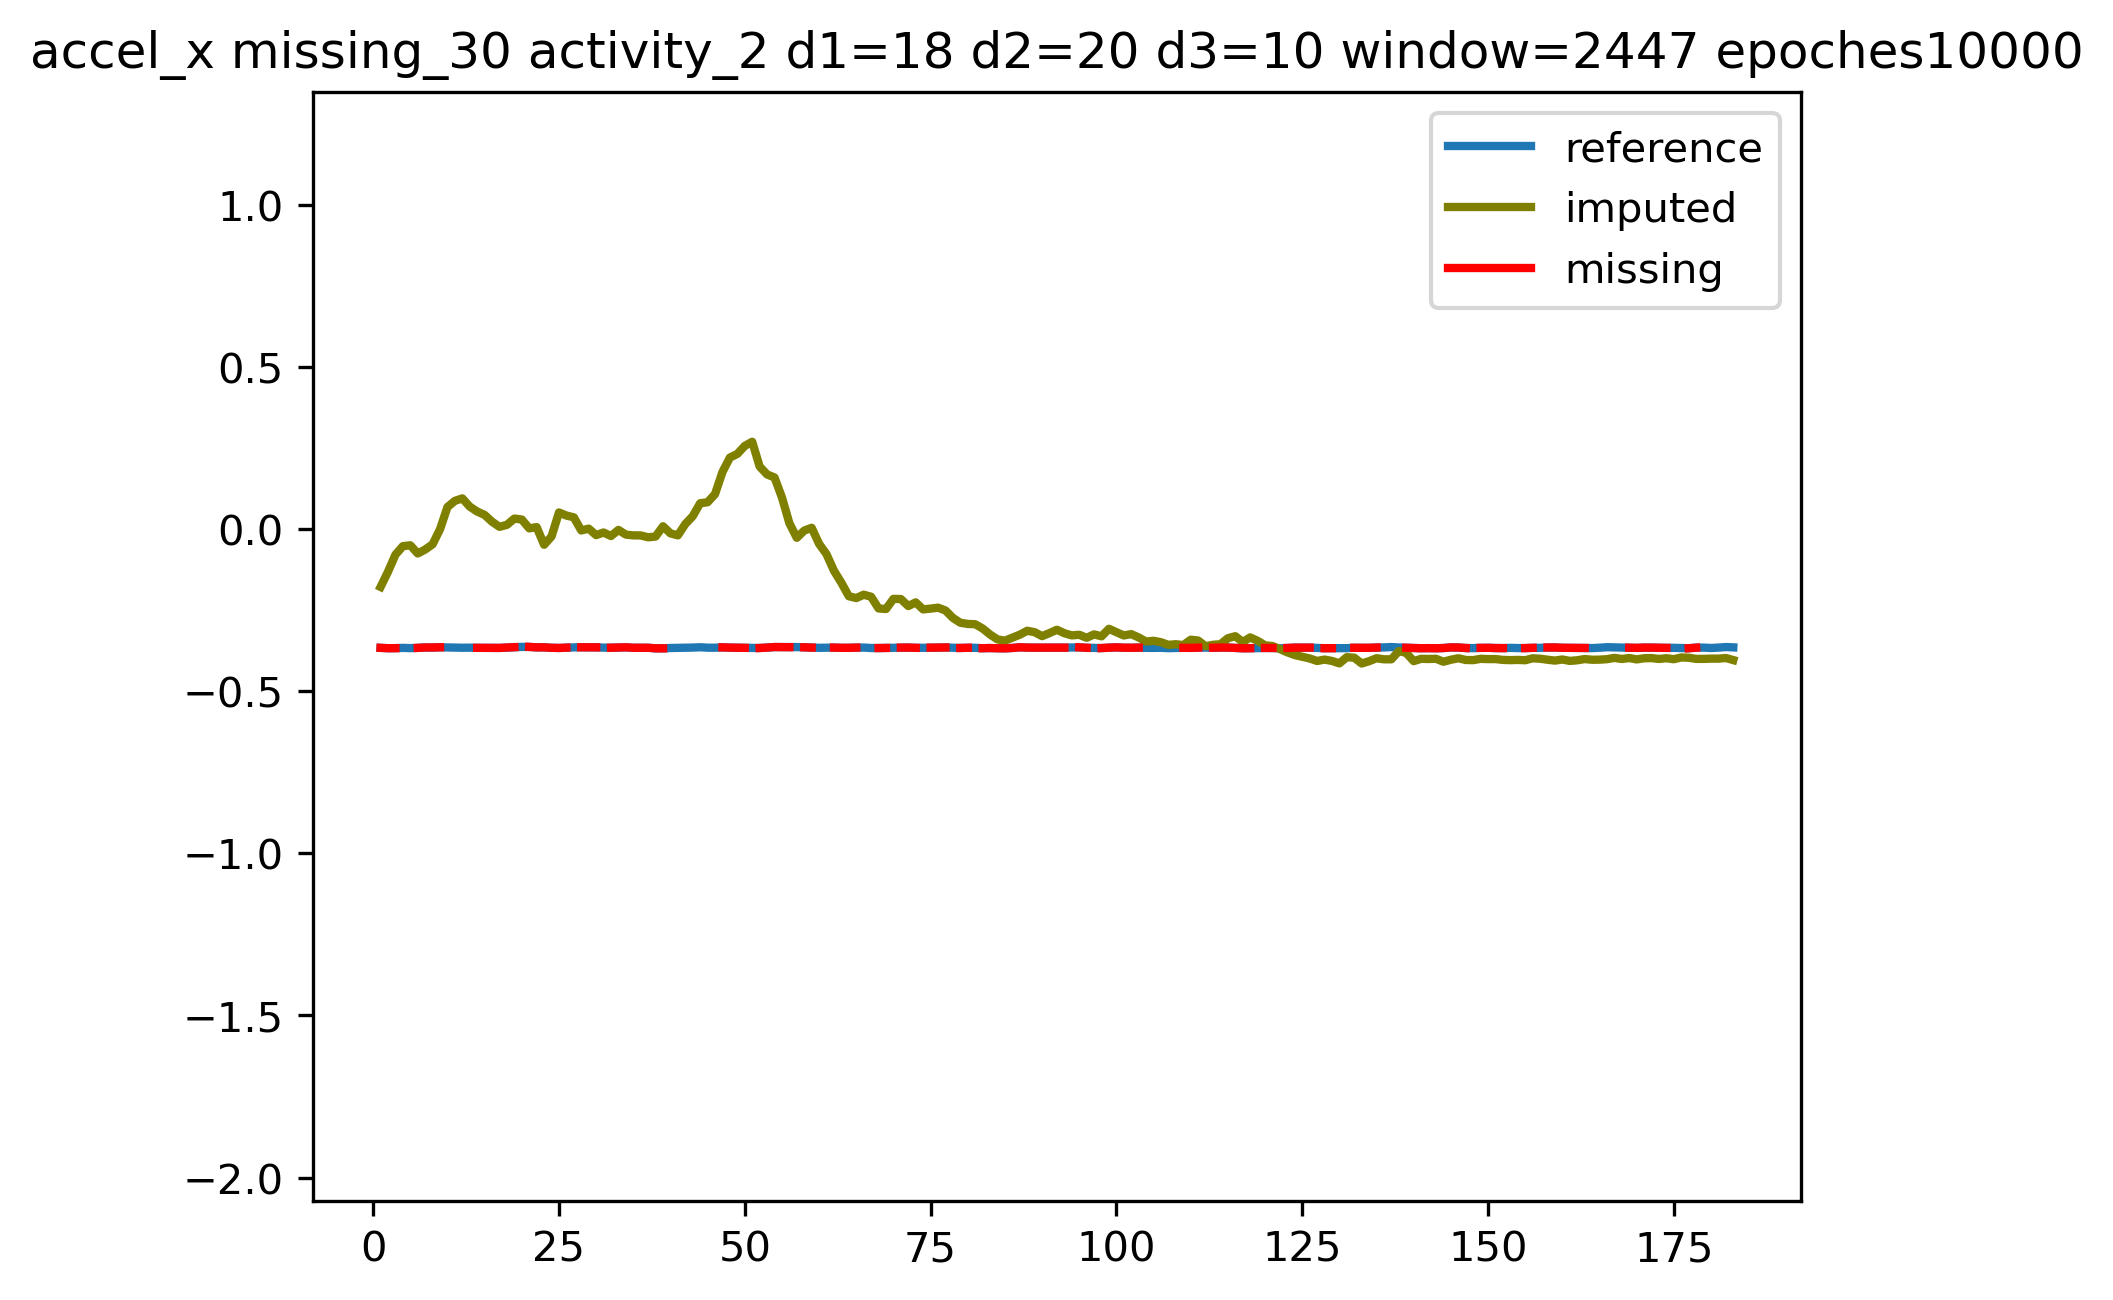 accel_x missing_30 activity_2 d1=18 d2=20 d3=10 window=2447 epoches10000
reference
imputed
missing
1.0
0.5
0.0
−0.5
−1.0
−1.5
−2.0
0 25 50 75 100 125 150 175